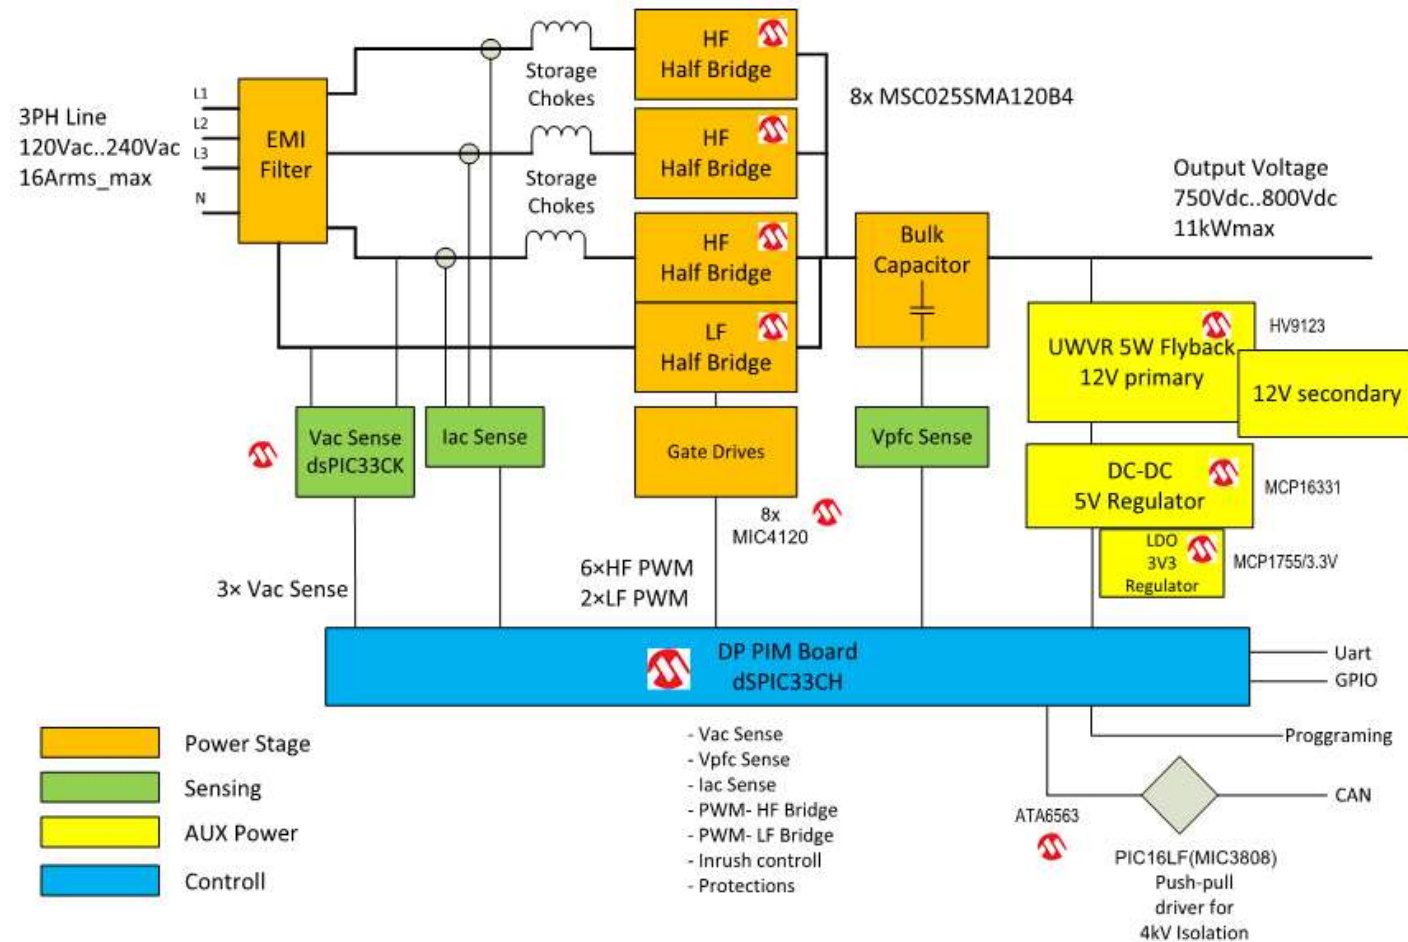 HF
Half Bridge
Storage
Chokes
8x MSC025SMA120B4
L1
3PH Line
120Vac..240Vac
16Arms_max
L2
L3
N
EMI
Filter
HF
Half Bridge
Storage
Chokes
Output Voltage
750Vdc..800Vdc
11kWmax
HF
Half Bridge
Bulk
Capacitor
LF
Half Bridge
UWVR 5W Flyback
12V primary
HV9123
12V secondary
Vac Sense
dsPIC33CK
Iac Sense
Gate Drives
Vpfc Sense
DC-DC
5V Regulator
MCP16331
8x
MIC4120
LDO
3V3
Regulator
MCP1755/3.3V
3× Vac Sense
6×HF PWM
2×LF PWM
DP PIM Board
dSPIC33CH
Uart
GPIO
Proggraming
CAN
ATA6563
PIC16LF(MIC3808)
Push-pull
driver for
4kV Isolation
Power Stage
Sensing
AUX Power
Controll
- Vac Sense
- Vpfc Sense
- Iac Sense
- PWM- HF Bridge
- PWM- LF Bridge
- Inrush controll
- Protections